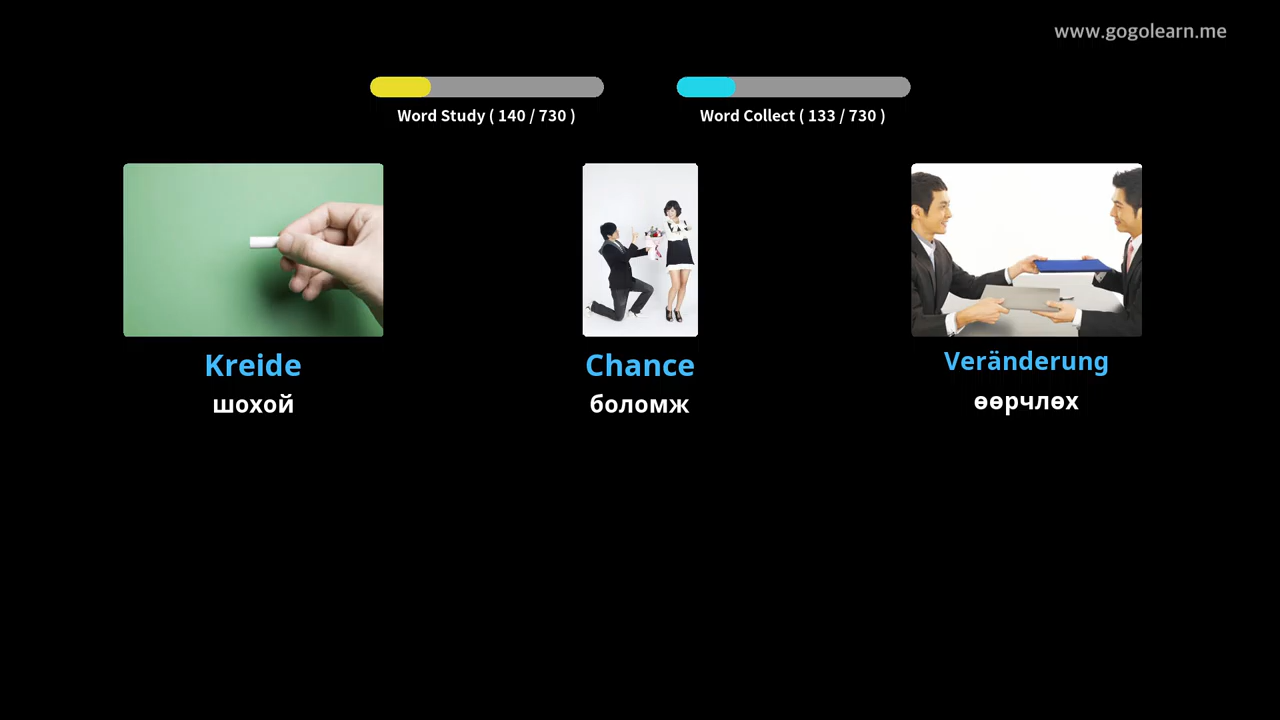 www.gogolearn.me
Word Study ( 140 / 730 )
Word Collect ( 133 / 730 )
Kreide
шохой
Chance
боломж
Veränderung
өөрчлөх